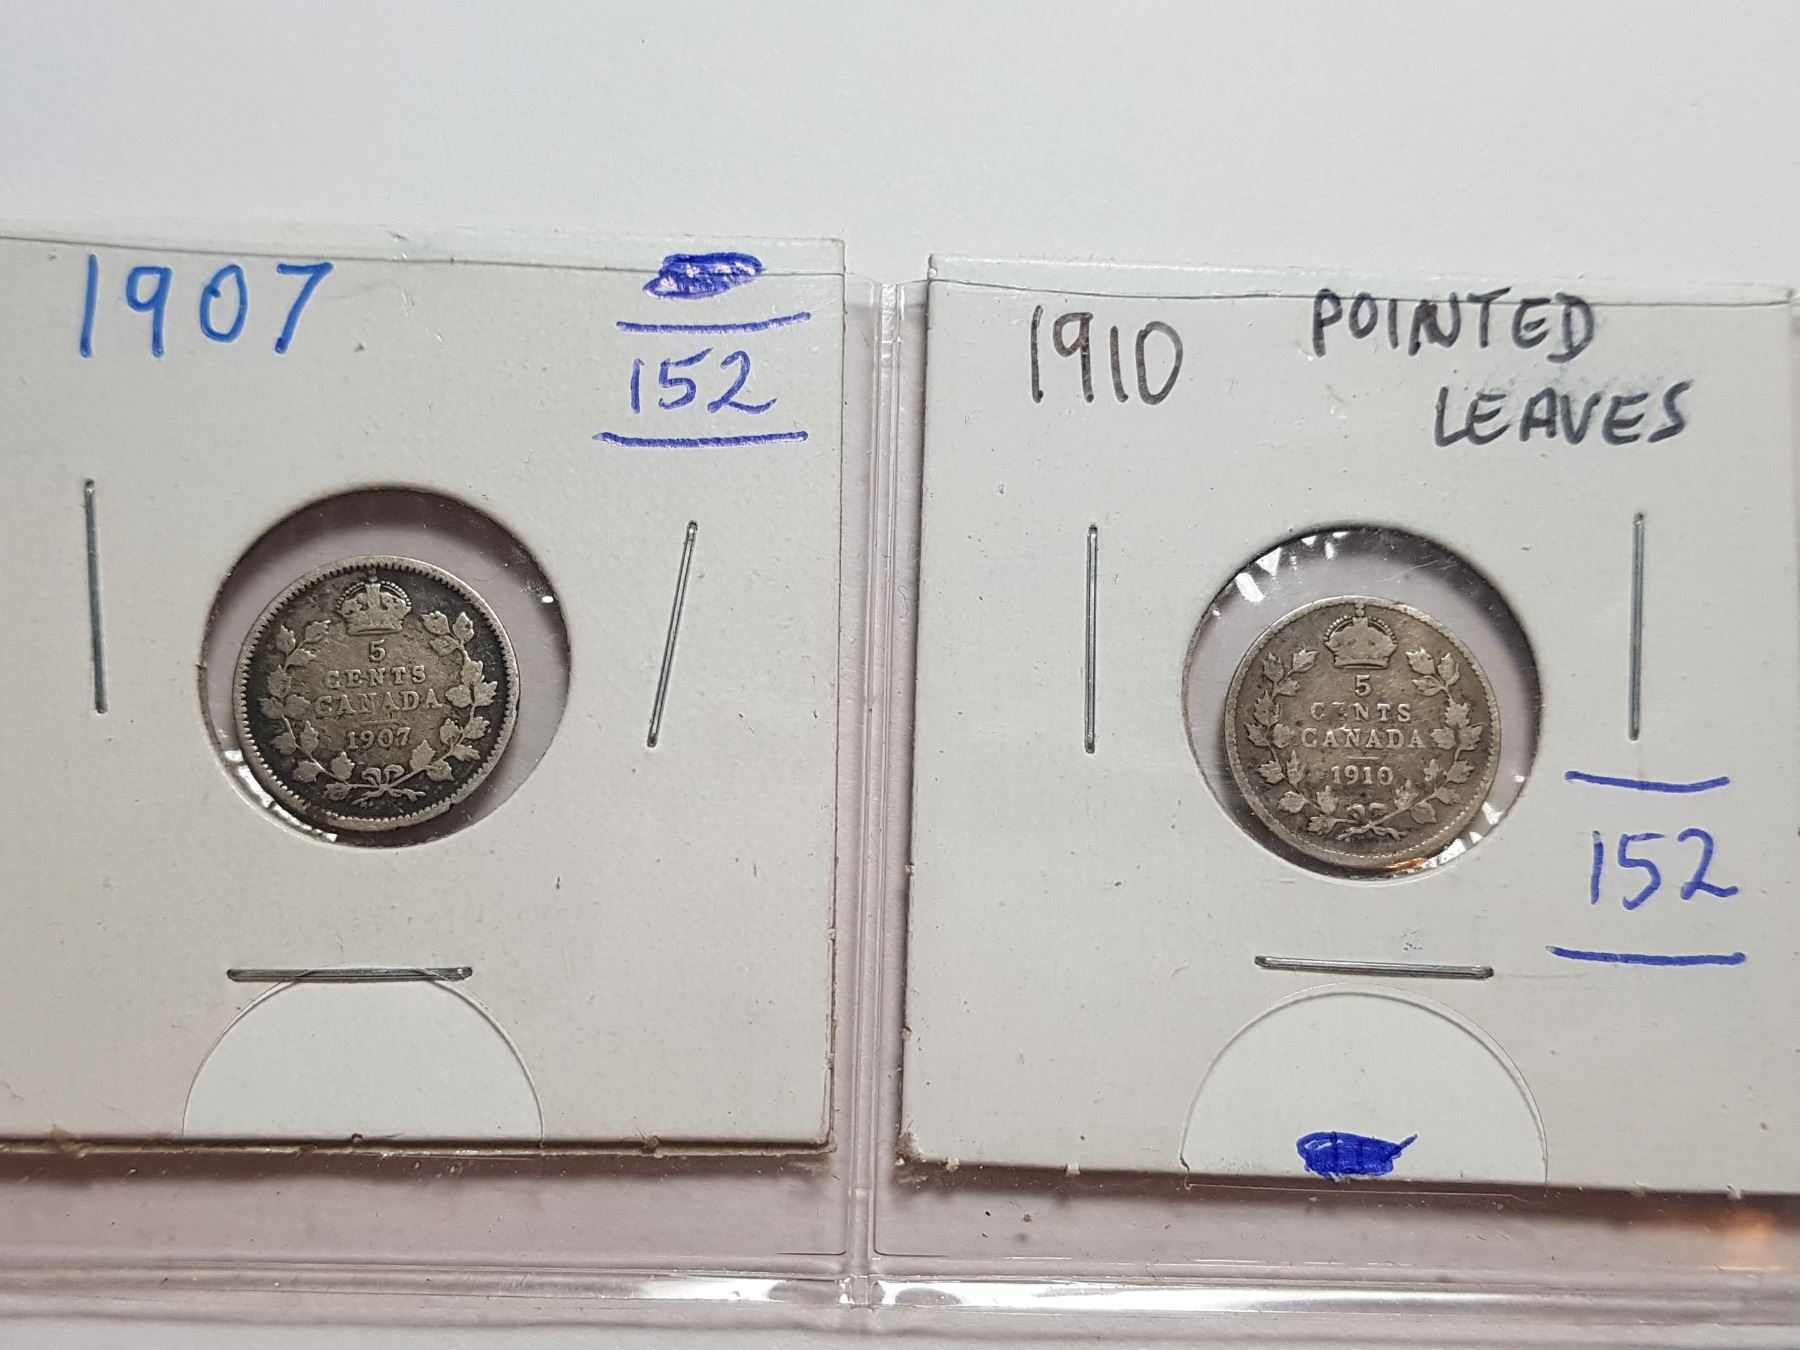 1907
152
5
CENTS
CANADA
1907
1910 POINTED
LEAVES
5
CENTS
CANADA
1910
152